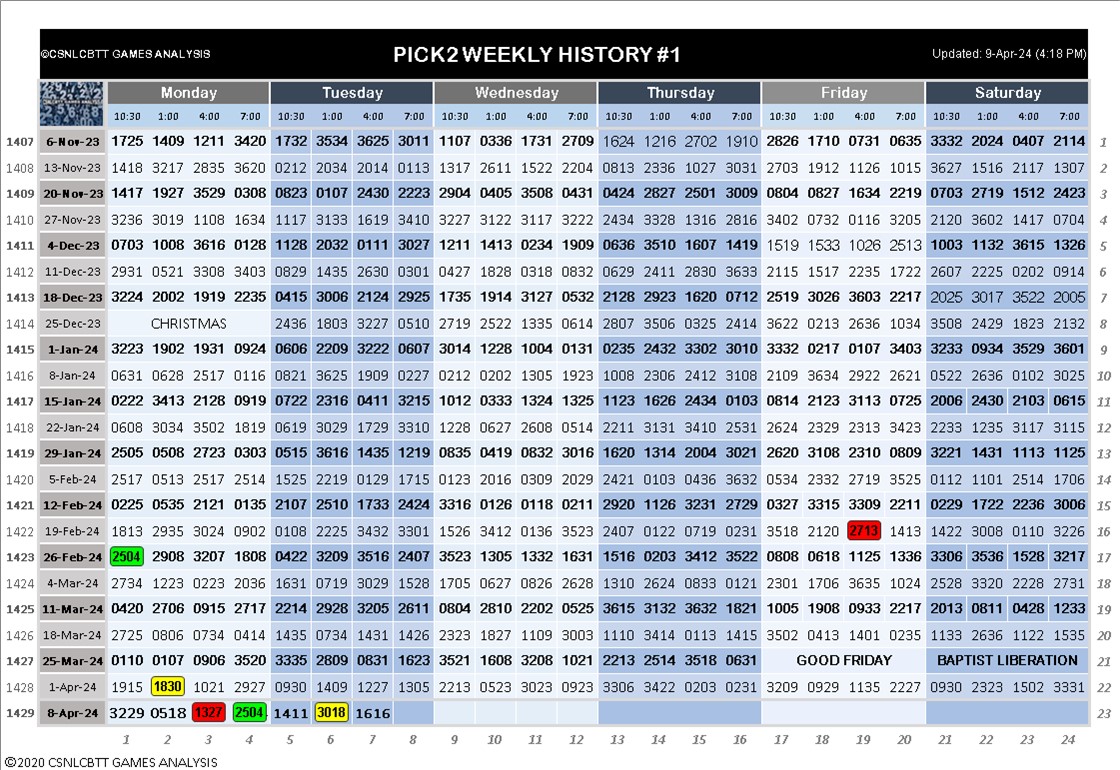 ©CSNLCBTT GAMES ANALYSIS PICK2 WEEKLY HISTORY #1 Updated: 9-Apr-24 (4:18 PM)
Monday Tuesday Wednesday Thursday Friday Saturday
10:30 1:00 4:00 7:00 10:30 1:00 4:00 7:00 10:30 1:00 4:00 7:00 10:30 1:00 4:00 7:00 10:30 1:00 4:00 7:00 10:30 1:00 4:00 7:00
1407 6-Nov-23 1725 1409 1211 3420 1732 3534 3625 3011 1107 0336 1731 2709 1624 1216 2702 1910 2826 1710 0731 0635 3332 2024 0407 2114 1
1408 13-Nov-23 1418 3217 2835 3620 0212 2034 2014 0113 1317 2611 1522 2204 0813 2336 1027 3031 2703 1912 1126 1015 3627 1516 2117 1307 2
1409 20-Nov-23 1417 1927 3529 0308 0823 0107 2430 2223 2904 0405 3508 0431 0424 2827 2501 3009 0804 0827 1634 2219 0703 2719 1512 2423 3
1410 27-Nov-23 3236 3019 1108 1634 1117 3133 1619 3410 3227 3122 3117 3222 2434 3328 1316 2816 3402 0732 0116 3205 2120 3602 1417 0704 4
1411 4-Dec-23 0703 1008 3616 0128 1128 2032 0111 3027 1211 1413 0234 1909 0636 3510 1607 1419 1519 1533 1026 2513 1003 1132 3615 1326 5
1412 11-Dec-23 2931 0521 3308 3403 0829 1435 2630 0301 0427 1828 0318 0832 0629 2411 2830 3633 2115 1517 2235 1722 2607 2225 0202 0914 6
1413 18-Dec-23 3224 2002 1919 2235 0415 3006 2124 2925 1735 1914 3127 0532 2128 2923 1620 0712 2519 3026 3603 2217 2025 3017 3522 2005 7
1414 25-Dec-23 CHRISTMAS 2436 1803 3227 0510 2719 2522 1335 0614 2807 3506 0325 2414 3622 0213 2636 1034 3508 2429 1823 2132 8
1415 1-Jan-24 3223 1902 1931 0924 0606 2209 3222 0607 3014 1228 1004 0131 0235 2432 3302 3010 3332 0217 0107 3403 3233 0934 3529 3601 9
1416 8-Jan-24 0631 0628 2517 0116 0821 3625 1909 0227 0212 0202 1305 1923 1008 2306 2412 3108 2109 3634 2922 2621 0522 2636 0102 3025 10
1417 15-Jan-24 0222 3413 2128 0919 0722 2316 0411 3215 1012 0333 1324 1325 1123 1626 2434 0103 0814 2123 3113 0725 2006 2430 2103 0615 11
1418 22-Jan-24 0608 3034 3502 1819 0619 3029 1729 3310 1228 0627 2608 0514 2211 3131 3410 2531 2624 2329 2313 3423 2233 1235 3117 3115 12
1419 29-Jan-24 2505 0508 2723 0303 0515 3616 1435 1219 0835 0419 0832 3016 1620 1314 2004 3021 2620 3108 2310 0809 3221 1431 1113 1125 13
1420 5-Feb-24 2517 0513 2517 2514 1525 2219 0129 1715 0123 2016 0309 2029 2421 0103 0436 3632 0534 2332 2719 3525 0112 1101 2514 1706 14
1421 12-Feb-24 0225 0535 2121 0135 2107 2510 1733 2424 3316 0126 0118 0211 2920 1126 3231 2729 0327 3315 3309 2211 0229 1722 2236 3006 15
1422 19-Feb-24 1813 2935 3024 0902 0108 2225 3432 3301 1526 3412 0136 3523 2407 0122 0719 0231 3518 2120 2713 1413 1422 3008 0110 3226 16
1423 26-Feb-24 2504 2908 3207 1808 0422 3209 3516 2407 3523 1305 1332 1631 1516 0203 3412 3522 0808 0618 1125 1336 3306 3536 1528 3217 17
1424 4-Mar-24 2734 1223 0223 2036 1631 0719 3029 1528 1705 0627 0826 2628 1310 2624 0833 0121 2301 1706 3635 1024 2528 3320 2228 2731 18
1425 11-Mar-24 0420 2706 0915 2717 2214 2928 3205 2611 0804 2810 2202 0525 3615 3132 3632 1821 1005 1908 0933 2217 2013 0811 0428 1233 19
1426 18-Mar-24 2725 0806 0734 0414 1435 0734 1431 1426 2323 1827 1109 3003 1110 3414 0113 1415 3502 0413 1401 0235 1133 2636 1122 1535 20
1427 25-Mar-24 0110 0107 0906 3520 3335 2809 0831 1623 3521 1608 3208 1021 2213 2514 3518 0631 GOOD FRIDAY BAPTIST LIBERATION 21
1428 1-Apr-24 1915 1830 1021 2927 0930 1409 1227 1305 2213 0523 3023 0923 3306 3422 0203 0231 3209 0929 1135 2227 0930 2323 1502 3331 22
1429 8-Apr-24 3229 0518 1327 2504 1411 3018 1616 23
1 2 3 4 5 6 7 8 9 10 11 12 13 14 15 16 17 18 19 20 21 22 23 24
©2020 CSNLCBTT GAMES ANALYSIS